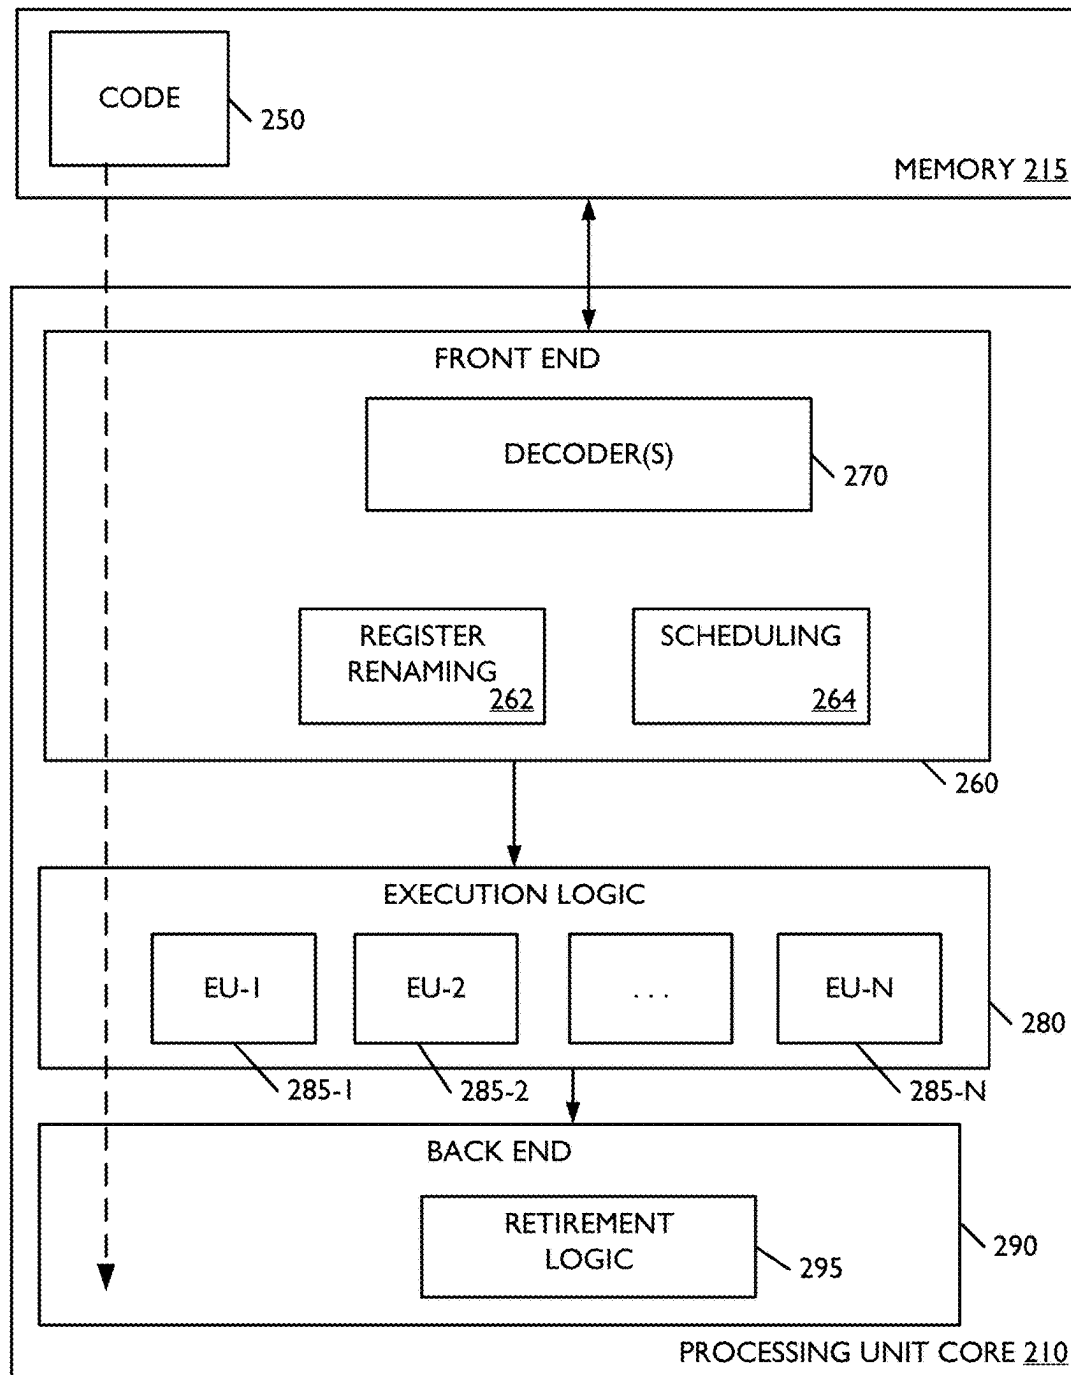 CODE
250
MEMORY 215
FRONT END
DECODER(S)
270
REGISTER
RENAMING
262
SCHEDULING
264
260
EXECUTION LOGIC
EU-1
EU-2
. . .
EU-N
280
285-1
285-2
285-N
BACK END
RETIREMENT
LOGIC
295
290
PROCESSING UNIT CORE 210